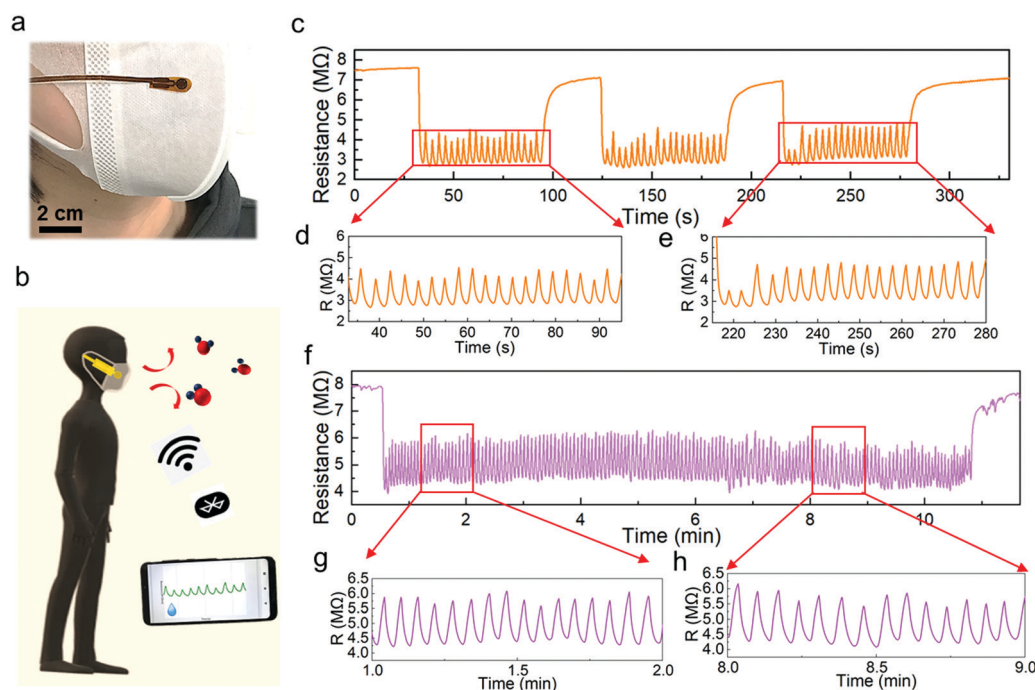 a
2 cm
b
c
Resistance (MΩ)
8
7
6
5
4
3
2
0 50 100 150 200 250 300
Time (s)
d
R (MΩ)
6
5
4
3
2
40 50 60 70 80 90
Time (s)
e
R (MΩ)
6
5
4
3
2
220 230 240 250 260 270 280
Time (s)
f
Resistance (MΩ)
8
7
6
5
4
0 2 4 6 8 10
Time (min)
g
R (MΩ)
6.5
6.0
5.5
5.0
4.5
4.0
1.0 1.5 2.0
Time (min)
h
R (MΩ)
6.5
6.0
5.5
5.0
4.5
4.0
8.0 8.5 9.0
Time (min)